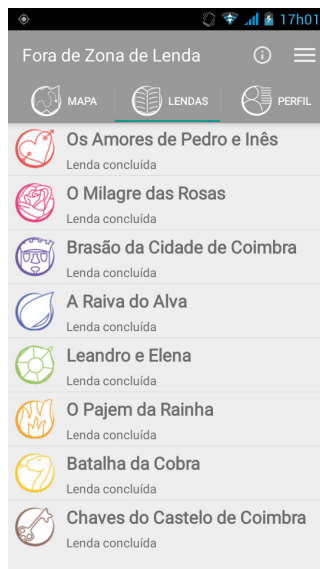 17h01
Fora de Zona de Lenda
MAPA
LENDAS
PERFIL
Os Amores de Pedro e Inês
Lenda concluída
O Milagre das Rosas
Lenda concluída
Brasão da Cidade de Coimbra
Lenda concluída
A Raiva do Alva
Lenda concluída
Leandro e Elena
Lenda concluída
O Pajem da Rainha
Lenda concluída
Batalha da Cobra
Lenda concluída
Chaves do Castelo de Coimbra
Lenda concluída